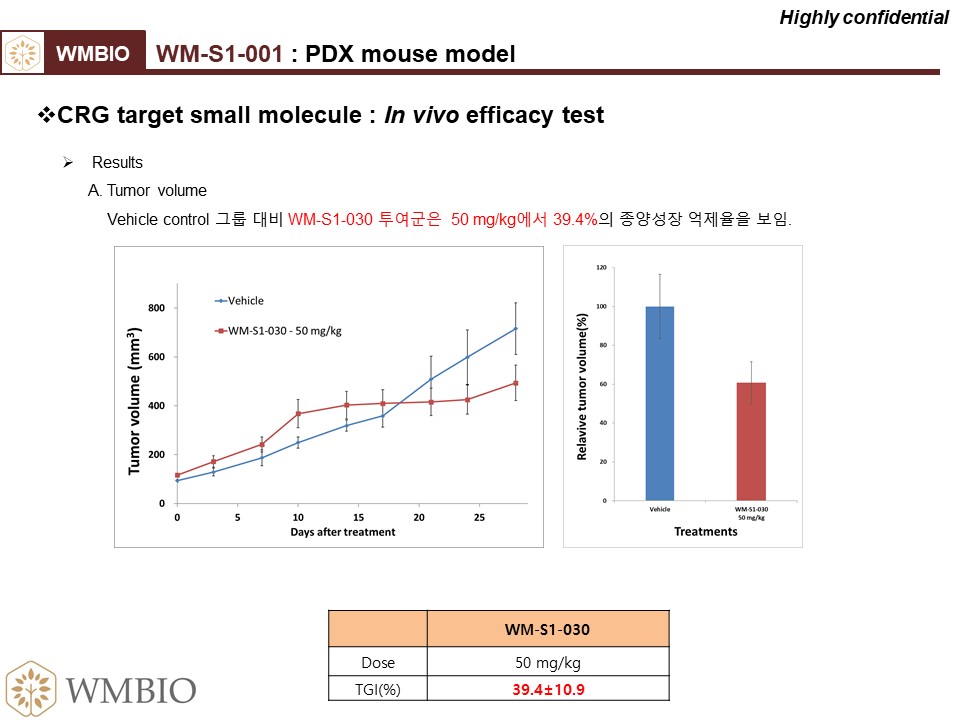 Highly confidential
WMBIO
WM-S1-001 : PDX mouse model
❖CRG target small molecule : In vivo efficacy test
➢ Results
A. Tumor volume
Vehicle control 그룹 대비 WM-S1-030 투여군은 50 mg/kg에서 39.4%의 종양성장 억제율을 보임.
Tumor volume (mm³)
800
600
400
200
0
Vehicle
WM-S1-030 - 50 mg/kg
0 5 10 15 20 25
Days after treatment
Relavive tumor volume(%)
120
100
80
60
40
20
0
Vehicle
WM-S1-030
50 mg/kg
Treatments
WM-S1-030
Dose 50 mg/kg
TGI(%) 39.4±10.9
WMBIO